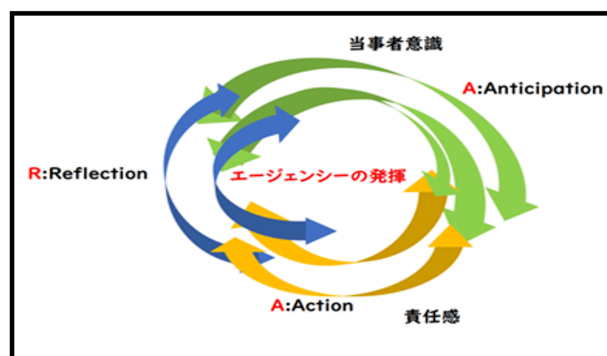 当事者意識
A:Anticipation
R:Reflection
エージェンシーの発揮
A:Action
責任感